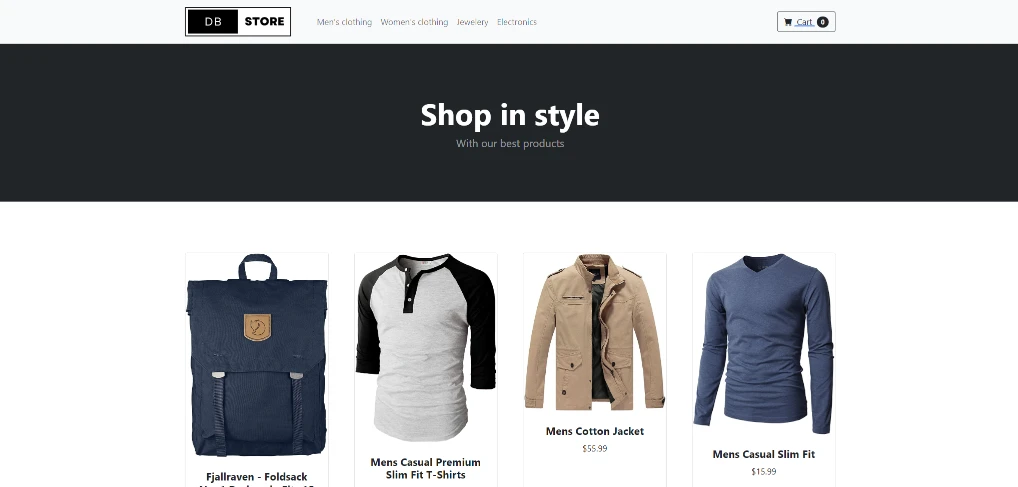 DB STORE
Men's clothing Women's clothing Jewelery Electronics
Cart 0
Shop in style
With our best products
Fjallraven - Foldsack
Mens Casual Premium
Slim Fit T-Shirts
Mens Cotton Jacket
$55.99
Mens Casual Slim Fit
$15.99